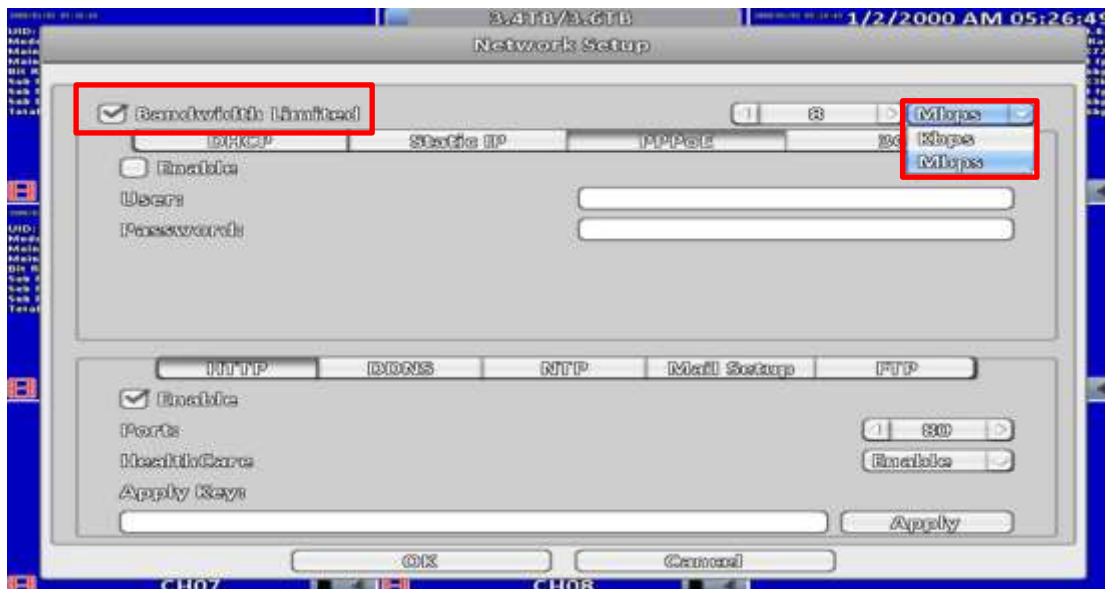 3.4TB/3.6TB 1/2/2000 AM 05:26:49
Network Setup
Bandwidth Limited 8 Mbps
Kbps
Mbps
DHCP Static IP PPPoE
Enable
User:
Password:
HTTP DDNS NTP Mail Setup FTP
Enable
Port: 80
HealthCare Enable
Apply Key:
Apply
OK Cancel
CH07 CH08